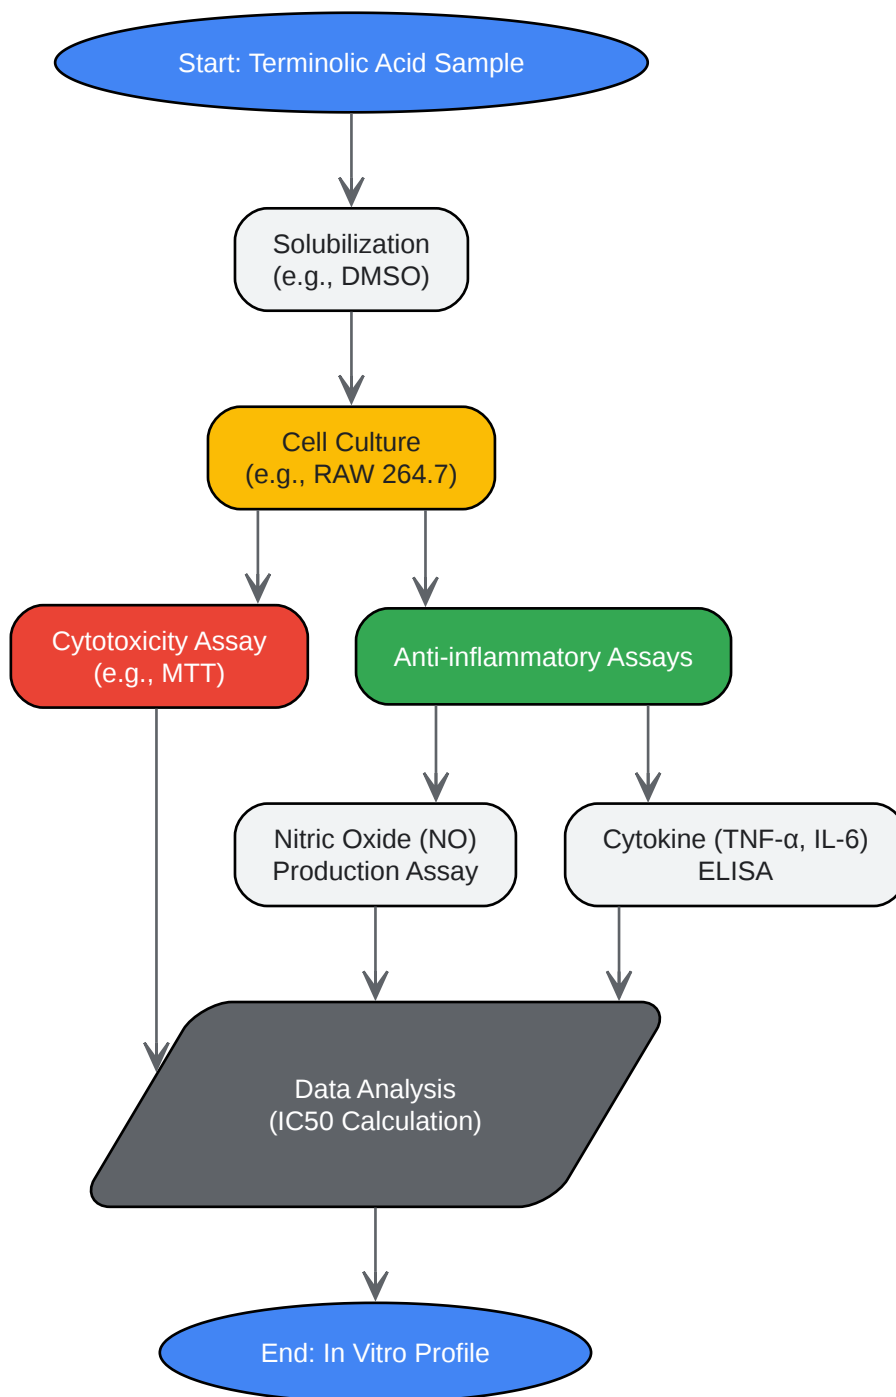 Start: Terminolic Acid Sample
Solubilization
(e.g., DMSO)
Cell Culture
(e.g., RAW 264.7)
Cytotoxicity Assay
(e.g., MTT)
Anti-inflammatory Assays
Nitric Oxide (NO)
Production Assay
Cytokine (TNF-α, IL-6)
ELISA
Data Analysis
(IC50 Calculation)
End: In Vitro Profile